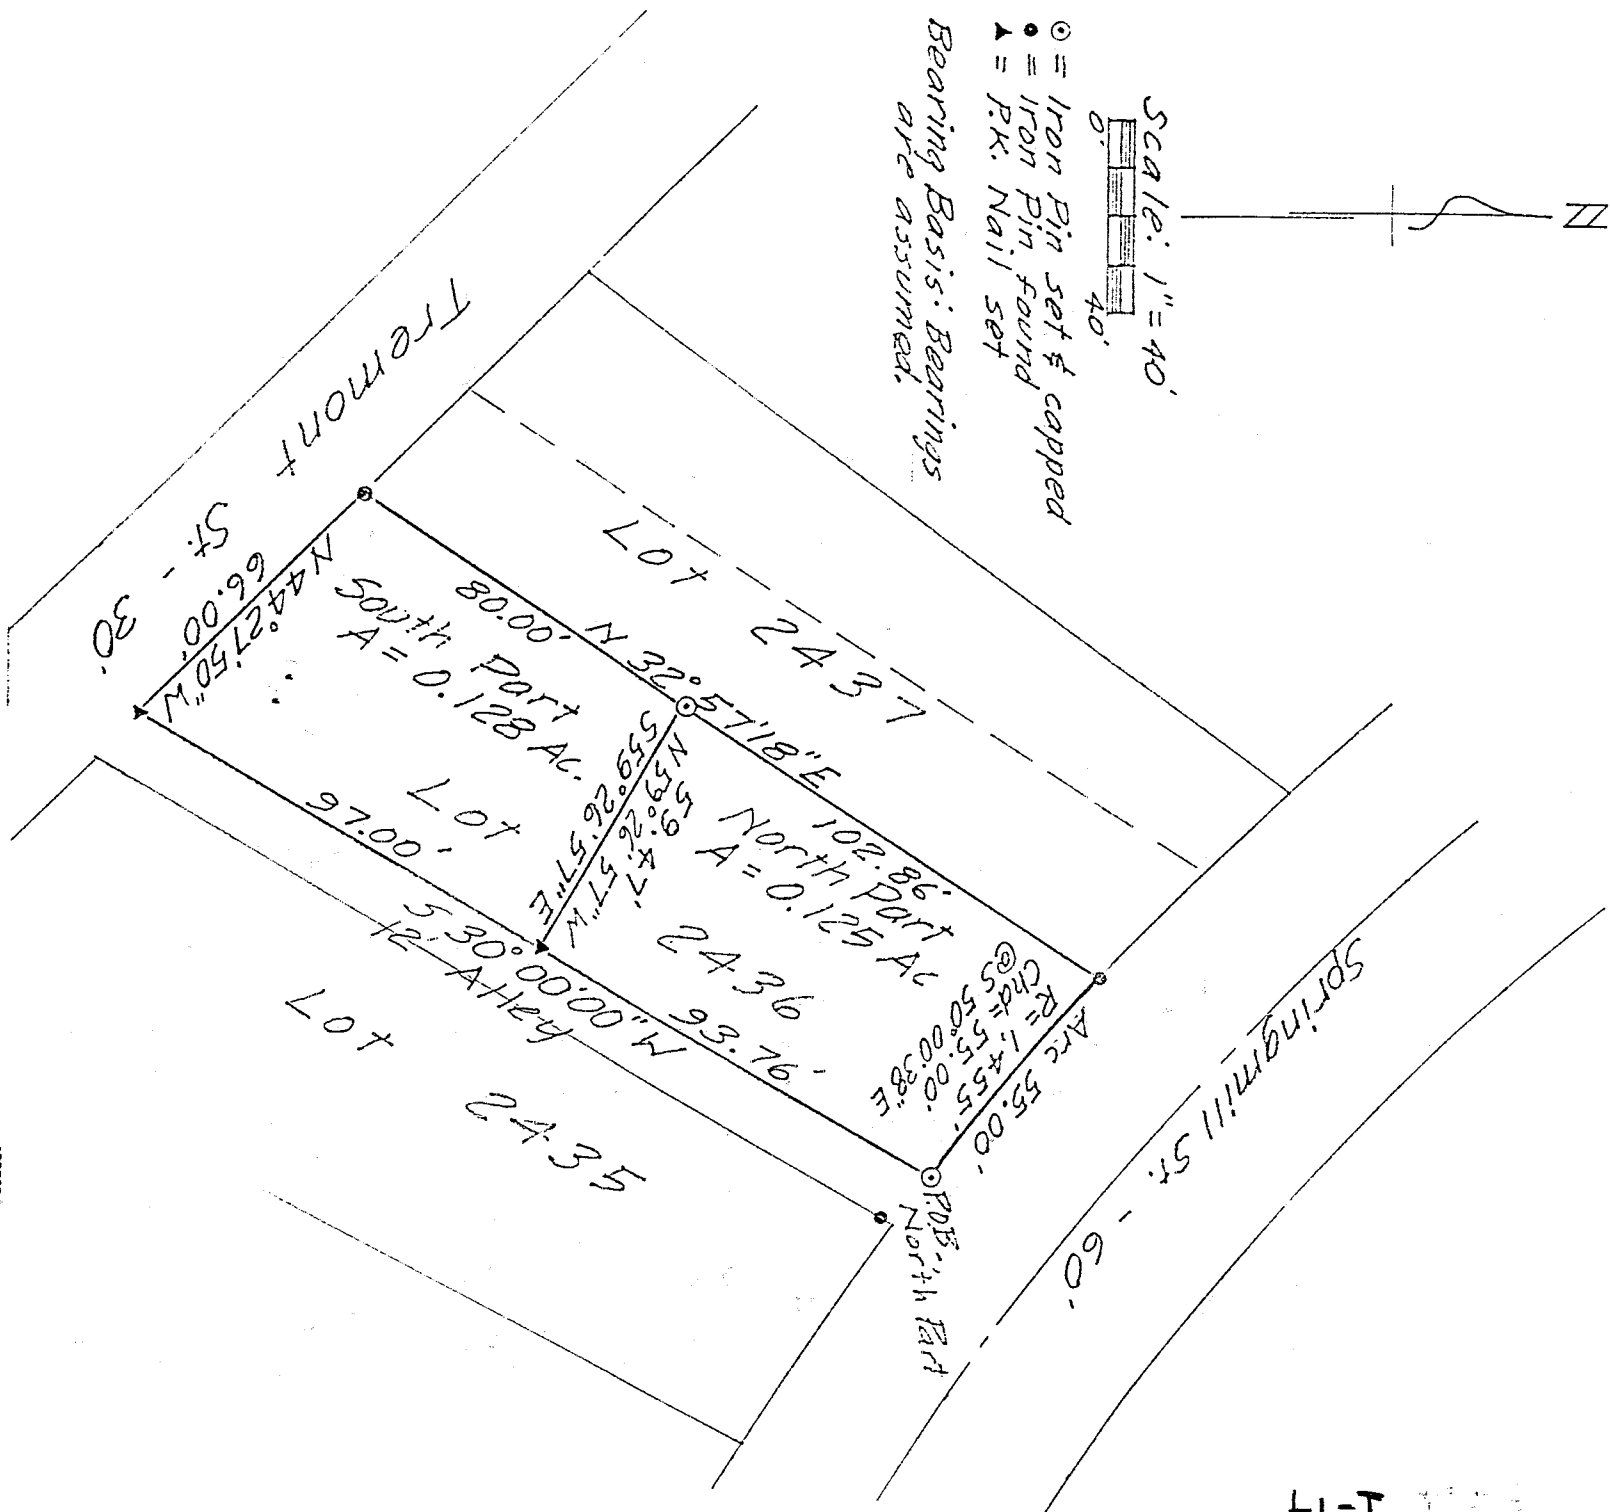 Scale: 1" = 40'
0' 40'
⊙ = Iron Pin set & capped
● = Iron Pin found
▲ = P.K. Nail set
Bearing Basis: Bearings
are assumed.
N
Tremont St. - 30'
Lot 2437
N 32°57'18"E
80.00'
102.86'
N 44°27'50"W
66.00'
South Part
A = 0.128 AC.
Lot 2436
S 59°26'57"E
N 59°26'57"W
59.47'
North Part
A = 0.125 AC
Arc 55.00'
R= 1,455'
Chd= 55.00'
@S 50°00'38"E
97.00'
S 30°00'00"W
93.76'
12' Alley
Lot 2435
P.O.B.
North Part
Springmill St. - 60'